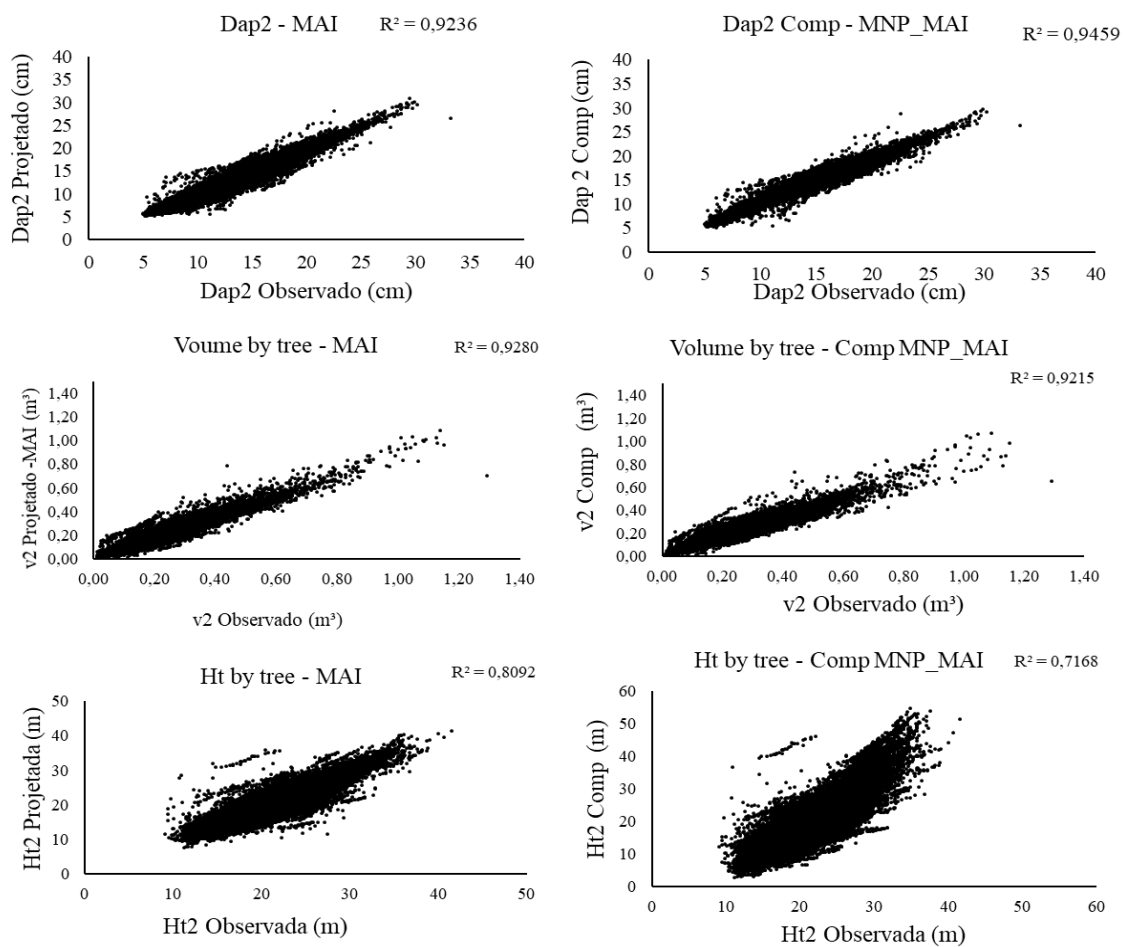 Dap2 - MAI
R² = 0,9236
Dap2 Projetado (cm)
40
35
30
25
20
15
10
5
0
0 5 10 15 20 25 30 35 40
Dap2 Observado (cm)
Dap2 Comp - MNP_MAI
R² = 0,9459
Dap 2 Comp (cm)
40
35
30
25
20
15
10
5
0
0 5 10 15 20 25 30 35 40
Dap2 Observado (cm)
Voume by tree - MAI
R² = 0,9280
v2 Projetado -MAI (m³)
1,40
1,20
1,00
0,80
0,60
0,40
0,20
0,00
0,00 0,20 0,40 0,60 0,80 1,00 1,20 1,40
v2 Observado (m³)
Volume by tree - Comp MNP_MAI
R² = 0,9215
v2 Comp (m³)
1,40
1,20
1,00
0,80
0,60
0,40
0,20
0,00
0,00 0,20 0,40 0,60 0,80 1,00 1,20 1,40
v2 Observado (m³)
Ht by tree - MAI
R² = 0,8092
Ht2 Projetada (m)
50
40
30
20
10
0
0 10 20 30 40 50
Ht2 Observada (m)
Ht by tree - Comp MNP_MAI
R² = 0,7168
Ht2 Comp (m)
60
50
40
30
20
10
0
0 10 20 30 40 50 60
Ht2 Observada (m)